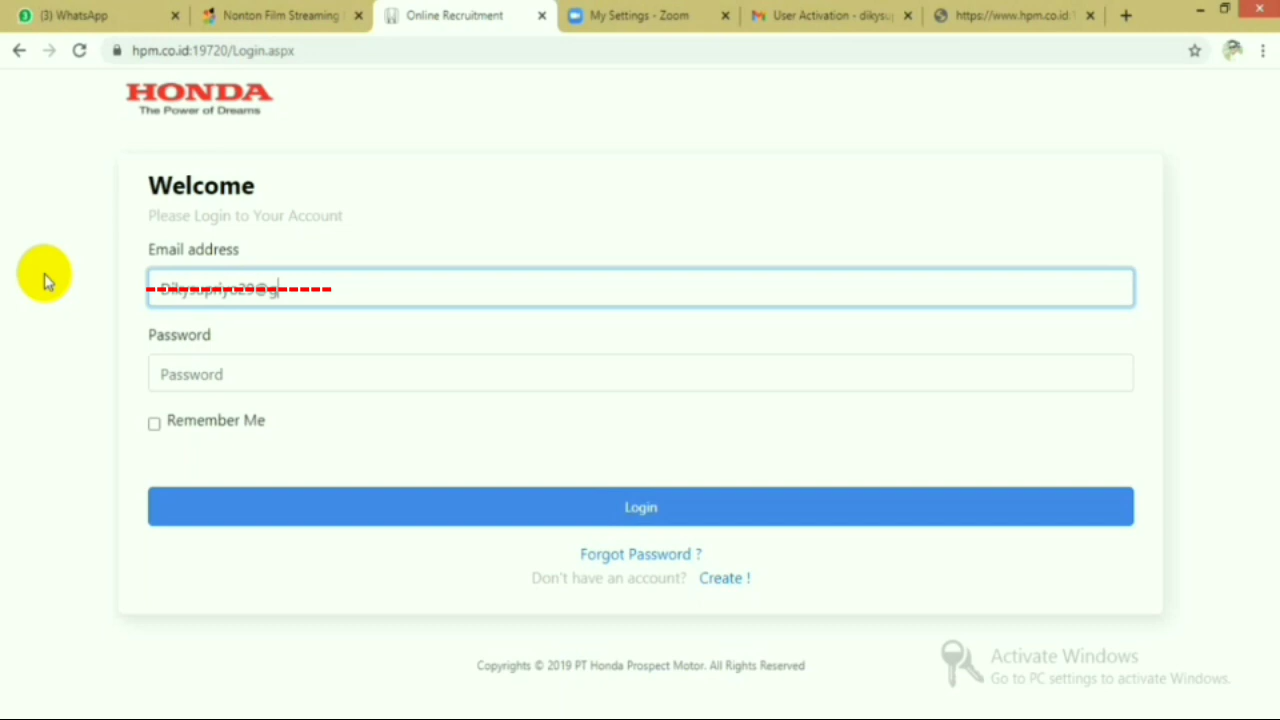 (3) WhatsApp
Nonton Film Streaming
Online Recruitment
My Settings - Zoom
User Activation - dikysu
https://www.hpm.co.id:1
hpm.co.id:19720/Login.aspx
HONDA
The Power of Dreams
Welcome
Please Login to Your Account
Email address
Dikysupriyo29@g
Password
Password
Remember Me
Login
Forgot Password ?
Don't have an account? Create !
Copyrights © 2019 PT Honda Prospect Motor. All Rights Reserved
Activate Windows
Go to PC settings to activate Windows.